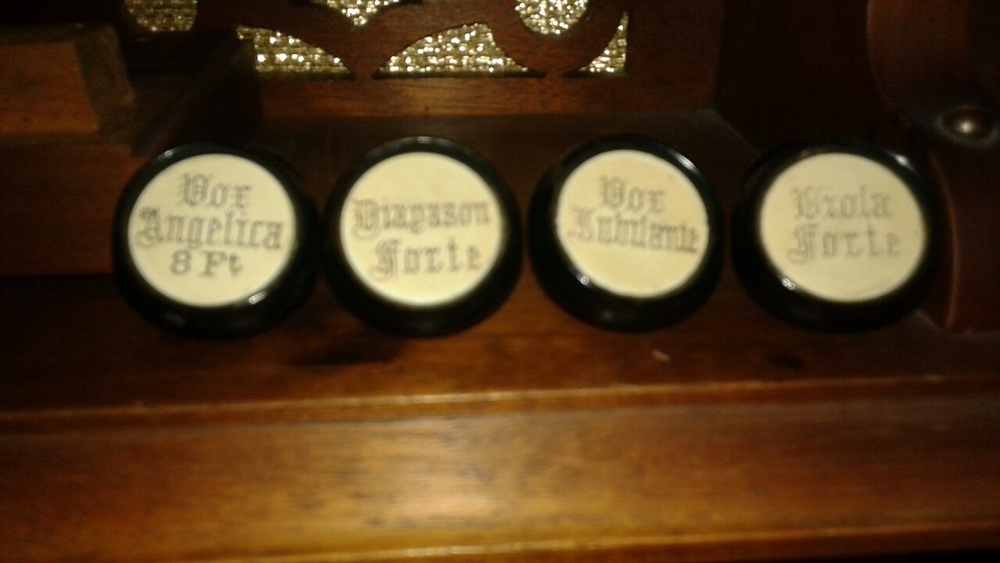 Vox
Angelica
8 Ft
Diapason
Forte
Vox
Jubilante
Viola
Forte